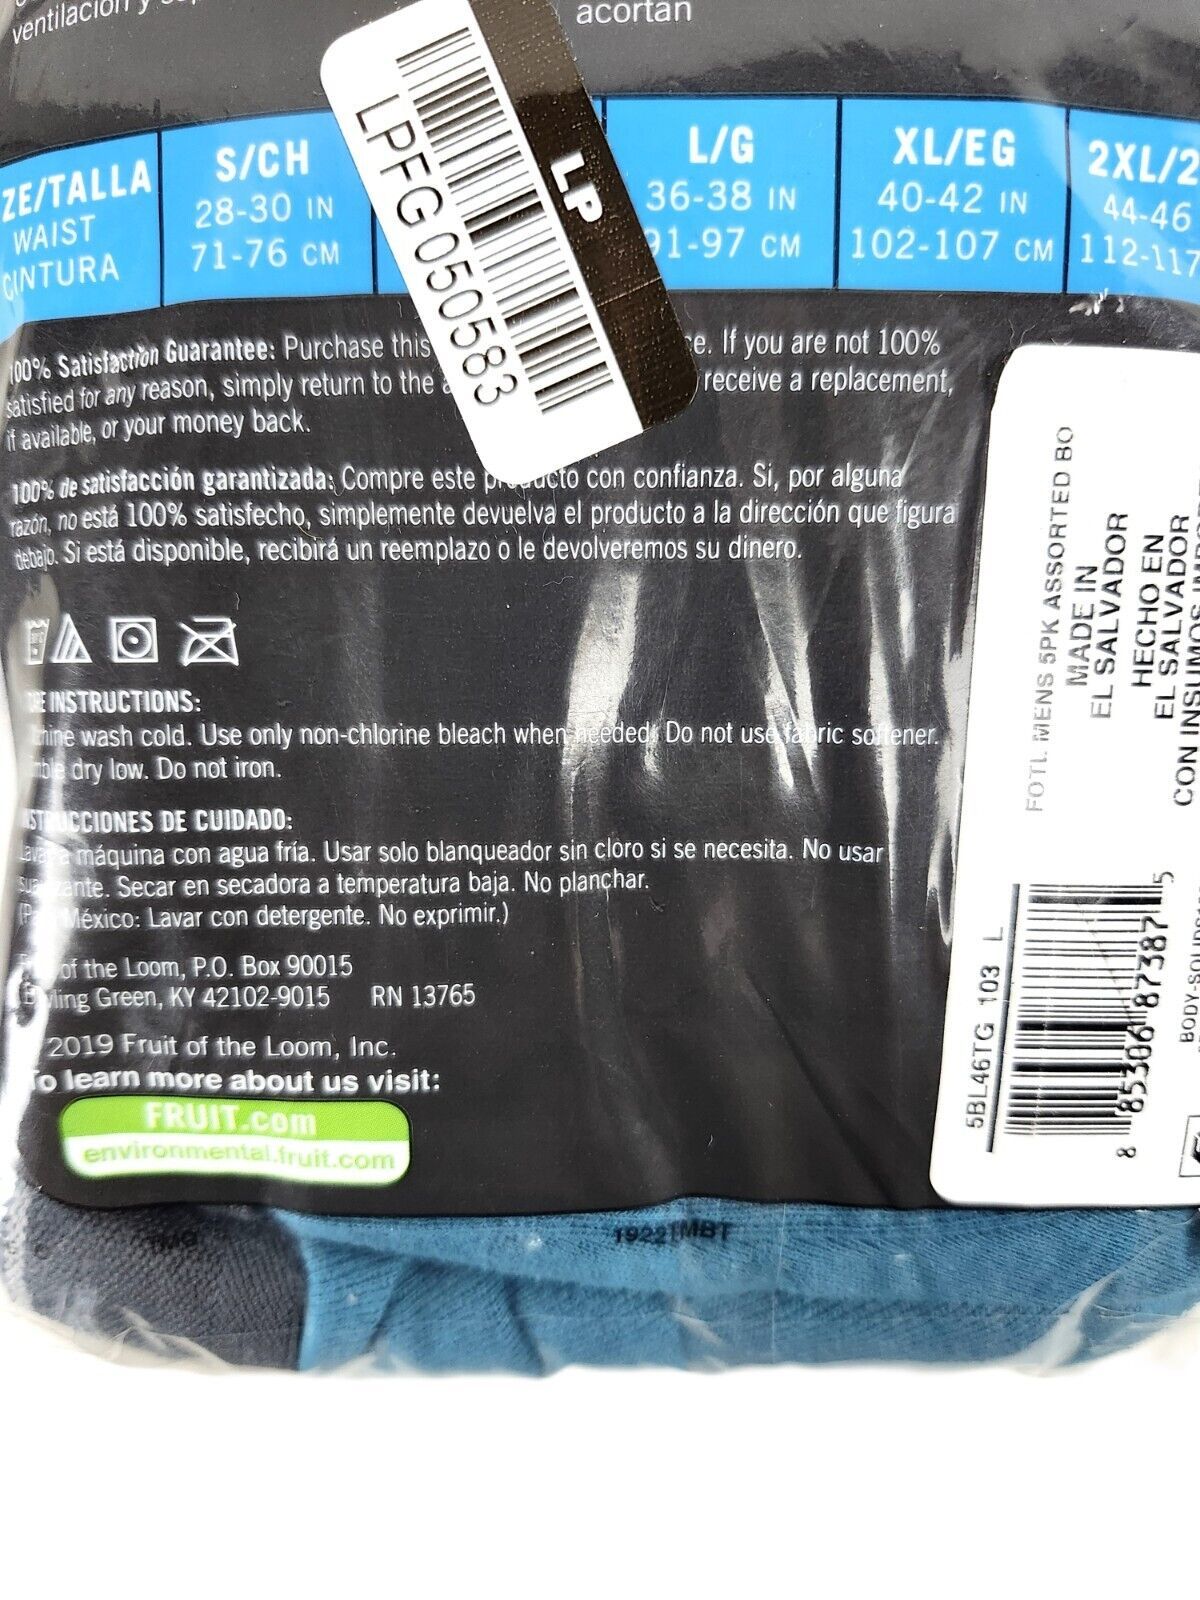 ventilación y
acortan
ZE/TALLA
WAIST
CINTURA
S/CH
28-30 IN
71-76 CM
L/G
36-38 IN
91-97 CM
XL/EG
40-42 IN
102-107 CM
2XL/2
44-46
112-117
LP
LPFG050583
100% Satisfaction Guarantee: Purchase this ce. If you are not 100%
satisfied for any reason, simply return to the a receive a replacement,
if available, or your money back.
100% de satisfacción garantizada: Compre este producto con confianza. Si, por alguna
razón, no está 100% satisfecho, simplemente devuelva el producto a la dirección que figura
debajo. Si está disponible, recibirá un reemplazo o le devolveremos su dinero.
INSTRUCTIONS:
wash cold. Use only non-chlorine bleach when needed. Do not use fabric softener.
dry low. Do not iron.
INSTRUCCIONES DE CUIDADO:
Lavar a máquina con agua fría. Usar solo blanqueador sin cloro si se necesita. No usar
suavizante. Secar en secadora a temperatura baja. No planchar.
(Para México: Lavar con detergente. No exprimir.)
of the Loom, P.O. Box 90015
Bowling Green, KY 42102-9015 RN 13765
2019 Fruit of the Loom, Inc.
To learn more about us visit:
FRUIT.com
environmental.fruit.com
FOTL MENS 5PK ASSORTED BO
MADE IN
EL SALVADOR
HECHO EN
EL SALVADOR
CON INSUMOS
5BL46TG 103 L
8 85306 87387 5
1922TMBT